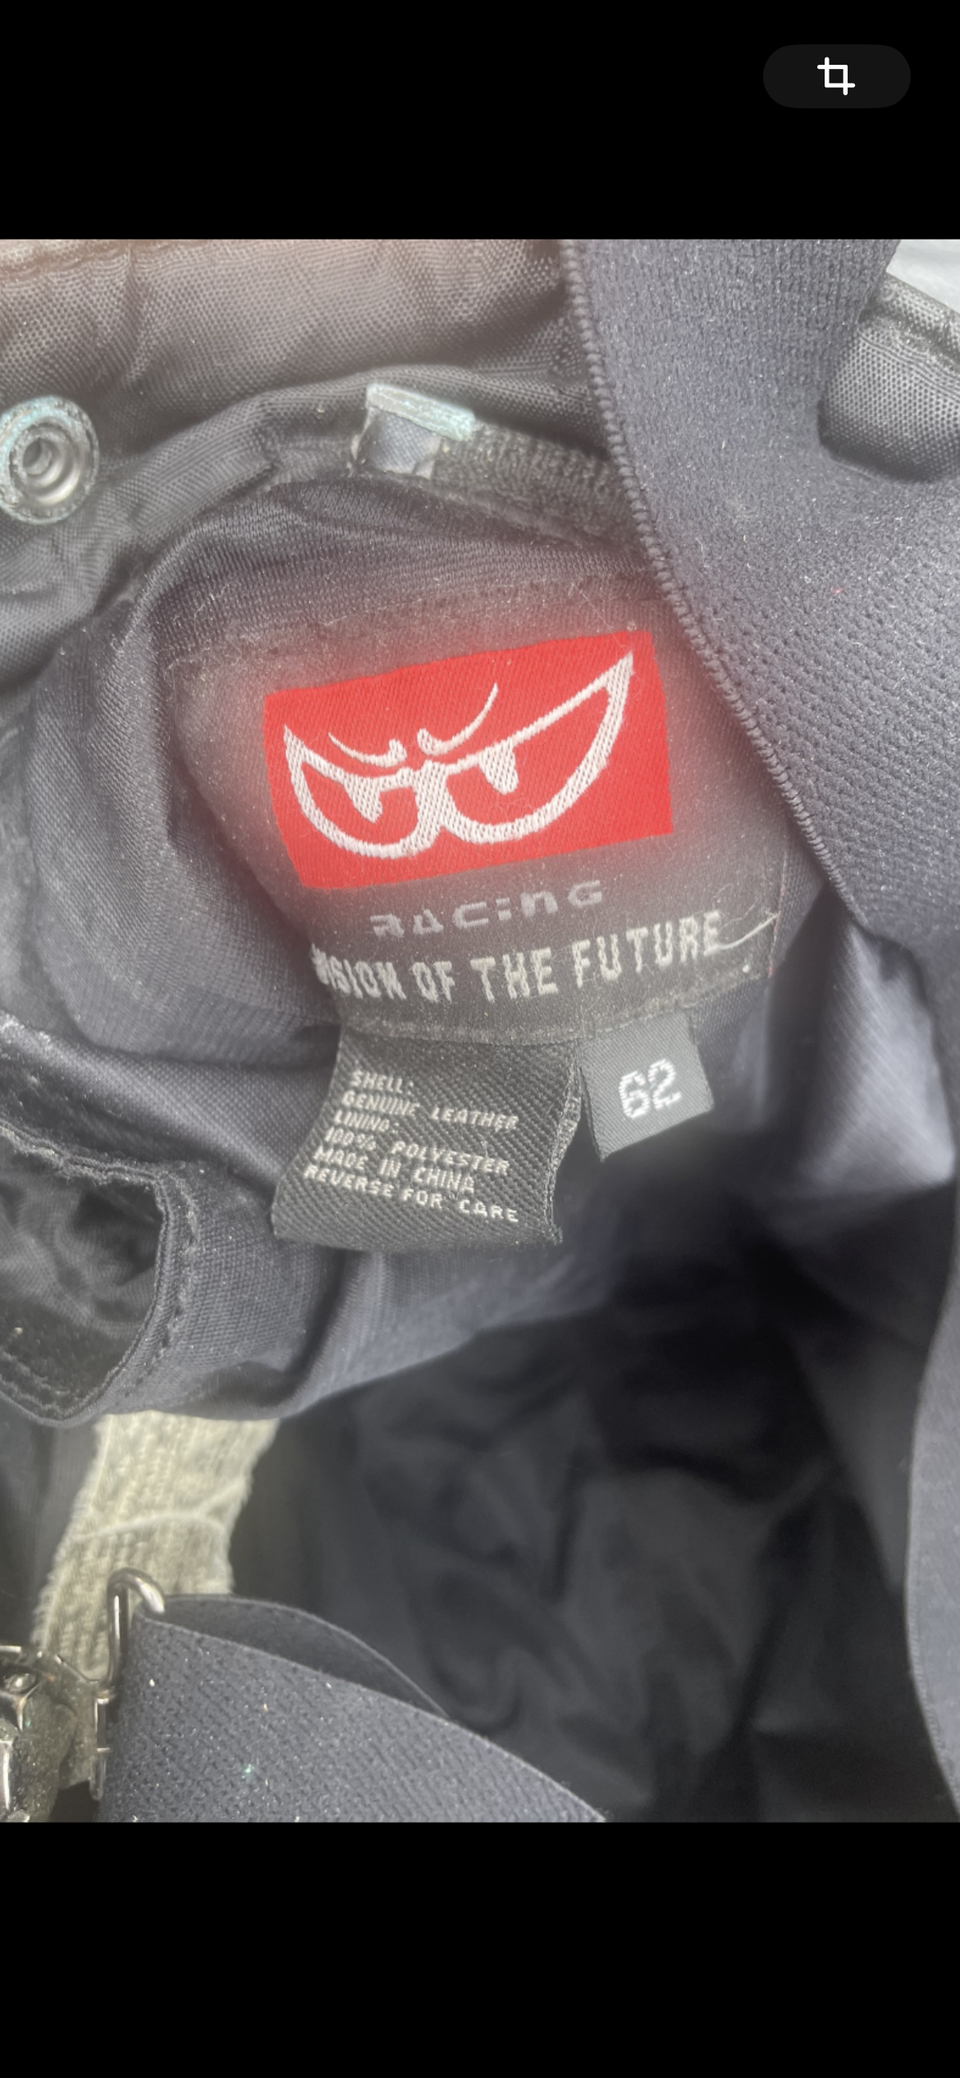 RACING
VISION OF THE FUTURE
SHELL:
GENUINE LEATHER
LINING:
100% POLYESTER
MADE IN CHINA
REVERSE FOR CARE
62